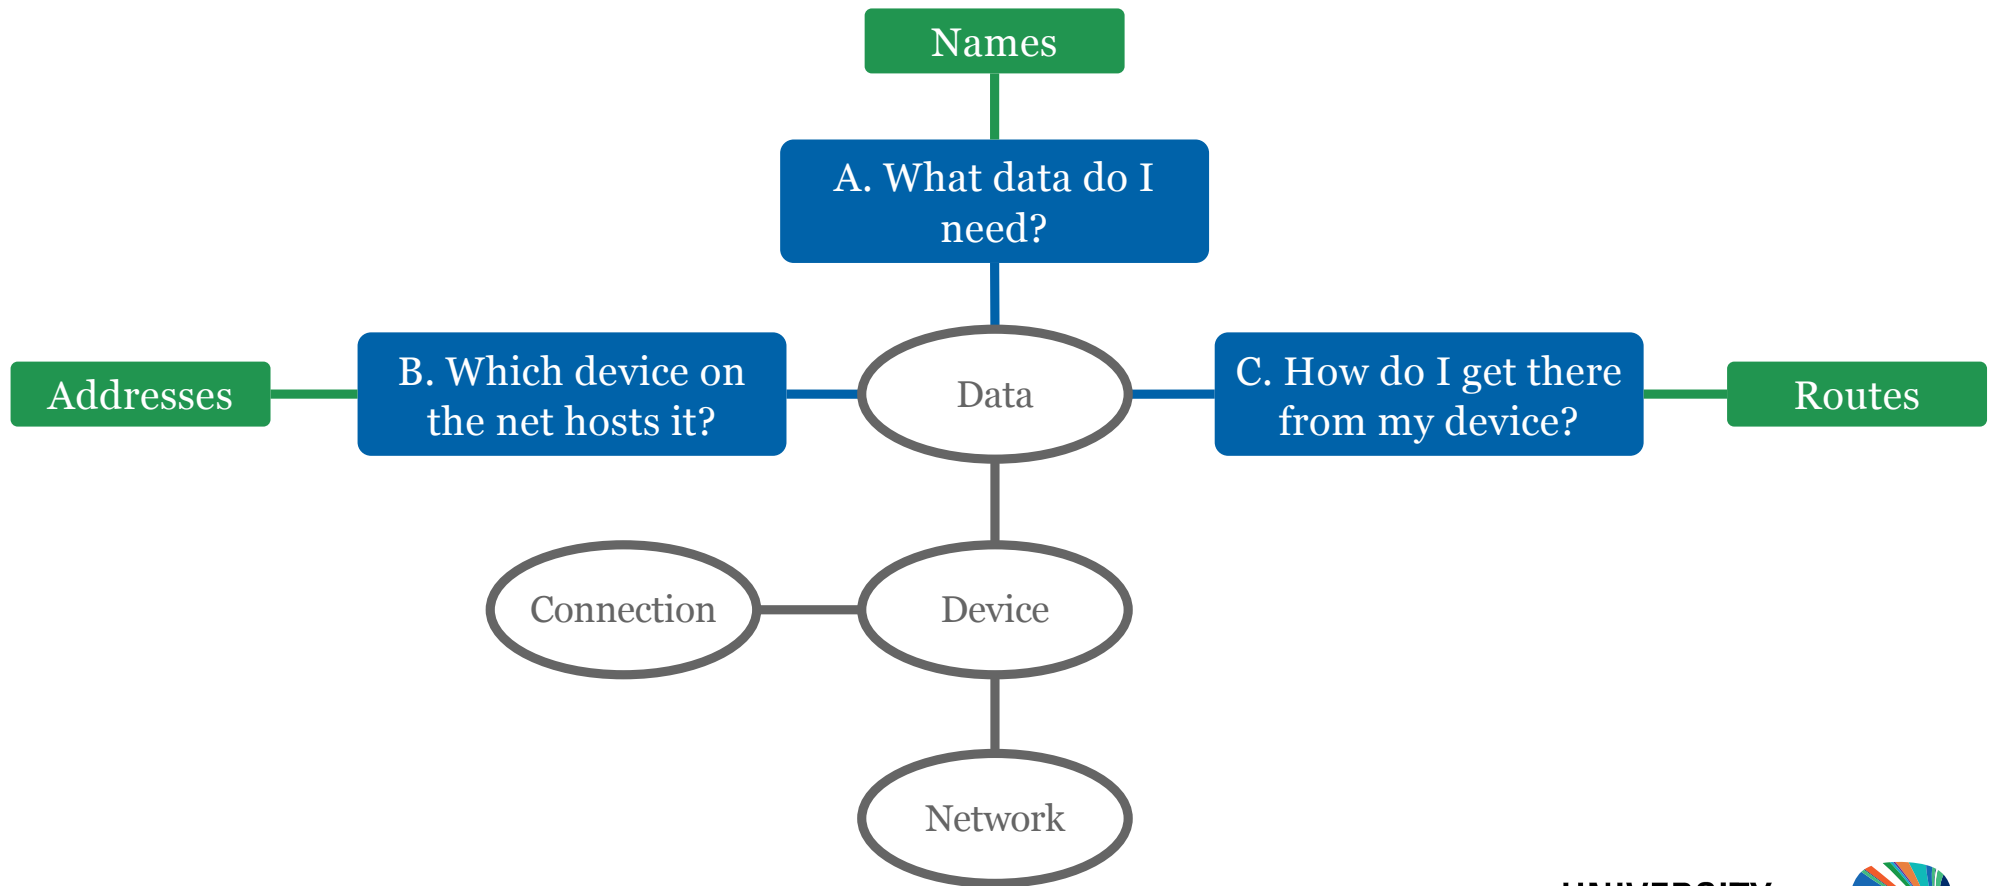 Names
A. What data do I
need?
Addresses
B. Which device on
the net hosts it?
Data
C. How do I get there
from my device?
Routes
Connection
Device
Network
UNIVERSITY